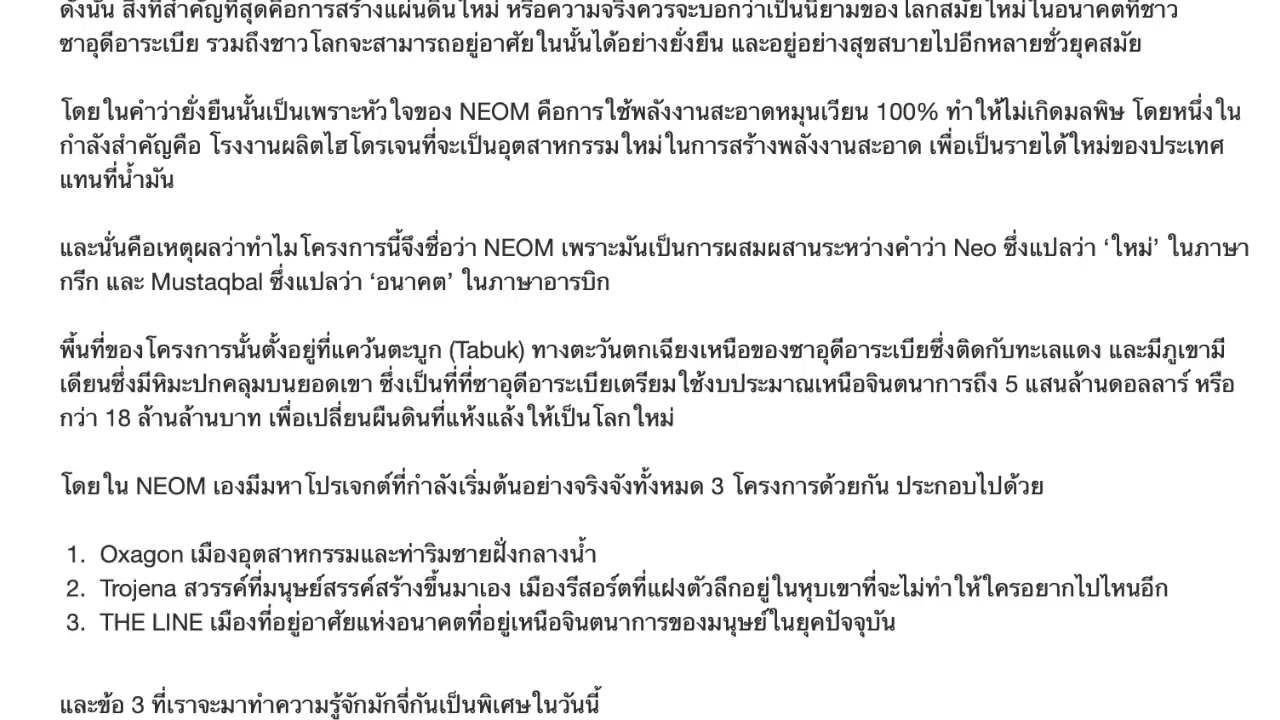 ดังนั้น สิ่งที่สำคัญที่สุดคือการสร้างแผ่นดินใหม่ หรือความจริงควรจะบอกว่าเป็นนิยามของโลกสมัยใหม่ในอนาคตที่ชาว
ซาอุดีอาระเบีย รวมถึงชาวโลกจะสามารถอยู่อาศัยในนั้นได้อย่างยั่งยืน และอยู่อย่างสุขสบายไปอีกหลายชั่วยุคสมัย
โดยในคำว่ายั่งยืนนั้นเป็นเพราะหัวใจของ NEOM คือการใช้พลังงานสะอาดหมุนเวียน 100% ทำให้ไม่เกิดมลพิษ โดยหนึ่งใน
กำลังสำคัญคือ โรงงานผลิตไฮโดรเจนที่จะเป็นอุตสาหกรรมใหม่ในการสร้างพลังงานสะอาด เพื่อเป็นรายได้ใหม่ของประเทศ
แทนที่น้ำมัน
และนั่นคือเหตุผลว่าทำไมโครงการนี้จึงชื่อว่า NEOM เพราะมันเป็นการผสมผสานระหว่างคำว่า Neo ซึ่งแปลว่า ‘ใหม่’ ในภาษา
กรีก และ Mustaqbal ซึ่งแปลว่า ‘อนาคต’ ในภาษาอารบิก
พื้นที่ของโครงการนั้นตั้งอยู่ที่แคว้นตะบูก (Tabuk) ทางตะวันตกเฉียงเหนือของซาอุดีอาระเบียซึ่งติดกับทะเลแดง และมีภูเขามี
เดียนซึ่งมีหิมะปกคลุมบนยอดเขา ซึ่งเป็นที่ที่ซาอุดีอาระเบียเตรียมใช้งบประมาณเหนือจินตนาการถึง 5 แสนล้านดอลลาร์ หรือ
กว่า 18 ล้านล้านบาท เพื่อเปลี่ยนผืนดินที่แห้งแล้งให้เป็นโลกใหม่
โดยใน NEOM เองมีมหาโปรเจกต์ที่กำลังเริ่มต้นอย่างจริงจังทั้งหมด 3 โครงการด้วยกัน ประกอบไปด้วย
1. Oxagon เมืองอุตสาหกรรมและท่าริมชายฝั่งกลางน้ำ
2. Trojena สวรรค์ที่มนุษย์สรรค์สร้างขึ้นมาเอง เมืองรีสอร์ตที่แฝงตัวลึกอยู่ในหุบเขาที่จะไม่ทำให้ใครอยากไปไหนอีก
3. THE LINE เมืองที่อยู่อาศัยแห่งอนาคตที่อยู่เหนือจินตนาการของมนุษย์ในยุคปัจจุบัน
และข้อ 3 ที่เราจะมาทำความรู้จักมักจี่กันเป็นพิเศษในวันนี้